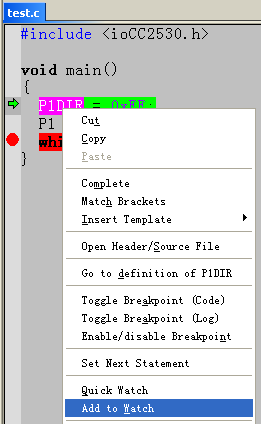 test.c
#include <ioCC2530.h>
void main()
{
P1DIR = 0xFF;
P1
whi
}
Cut
Copy
Paste
Complete
Match Brackets
Insert Template
Open Header/Source File
Go to definition of P1DIR
Toggle Breakpoint (Code)
Toggle Breakpoint (Log)
Enable/disable Breakpoint
Set Next Statement
Quick Watch
Add to Watch